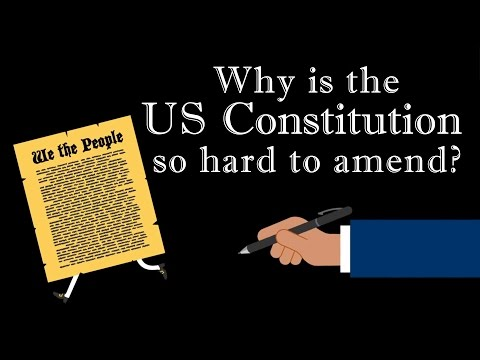 Why is the
US Constitution
so hard to amend?
We the People